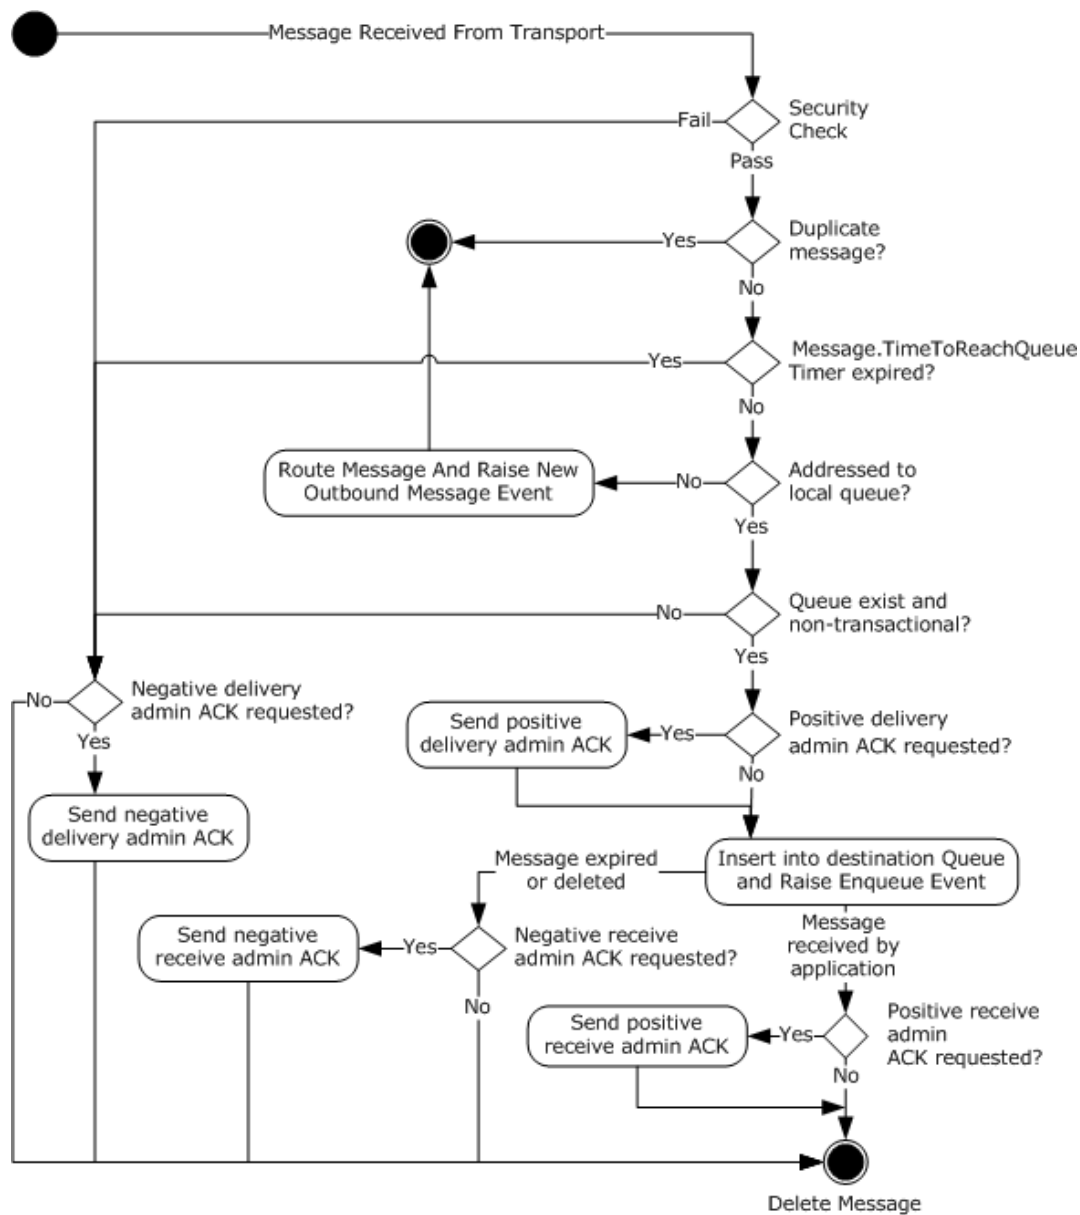 Message Received From Transport
Security
Check
Fail
Pass
Duplicate
message?
Yes
No
Message.TimeToReachQueue
Timer expired?
Yes
No
Route Message And Raise New
Outbound Message Event
No
Addressed to
local queue?
Yes
Queue exist and
non-transactional?
No
Yes
No
Negative delivery
admin ACK requested?
Yes
Send positive
delivery admin ACK
Yes
Positive delivery
admin ACK requested?
No
Send negative
delivery admin ACK
Message expired
or deleted
Insert into destination Queue
and Raise Enqueue Event
Message
received by
application
Send negative
receive admin ACK
Yes
Negative receive
admin ACK requested?
No
Send positive
receive admin ACK
Yes
Positive receive
admin
ACK requested?
No
Delete Message